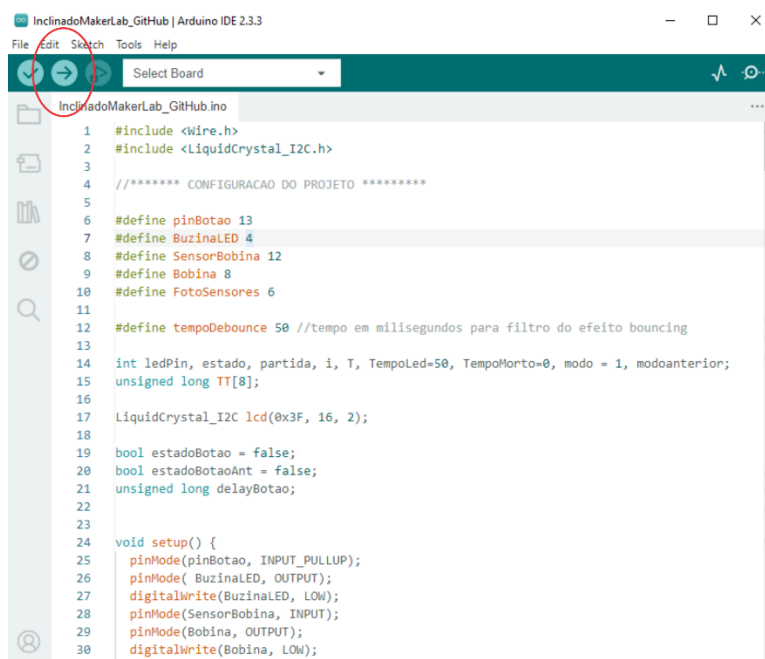 InclinadoMakerLab_GitHub | Arduino IDE 2.3.3
File Edit Sketch Tools Help
Select Board
InclinadoMakerLab_GitHub.ino
1 #include <Wire.h>
2 #include <LiquidCrystal_I2C.h>
3
4 //******* CONFIGURACAO DO PROJETO *********
5
6 #define pinBotao 13
7 #define BuzinaLED 4
8 #define SensorBobina 12
9 #define Bobina 8
10 #define FotoSensores 6
11
12 #define tempoDebounce 50 //tempo em milisegundos para filtro do efeito bouncing
13
14 int ledPin, estado, partida, i, T, TempoLed=50, TempoMorto=0, modo = 1, modoanterior;
15 unsigned long TT[8];
16
17 LiquidCrystal_I2C lcd(0x3F, 16, 2);
18
19 bool estadoBotao = false;
20 bool estadoBotaoAnt = false;
21 unsigned long delayBotao;
22
23
24 void setup() {
25 pinMode(pinBotao, INPUT_PULLUP);
26 pinMode( BuzinaLED, OUTPUT);
27 digitalWrite(BuzinaLED, LOW);
28 pinMode(SensorBobina, INPUT);
29 pinMode(Bobina, OUTPUT);
30 digitalWrite(Bobina, LOW);